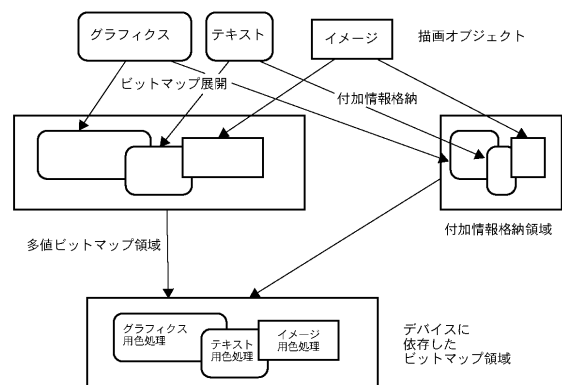 グラフィクス
テキスト
イメージ
描画オブジェクト
ビットマップ展開
付加情報格納
多値ビットマップ領域
付加情報格納領域
グラフィクス
用色処理
テキスト
用色処理
イメージ
用色処理
デバイスに
依存した
ビットマップ領域